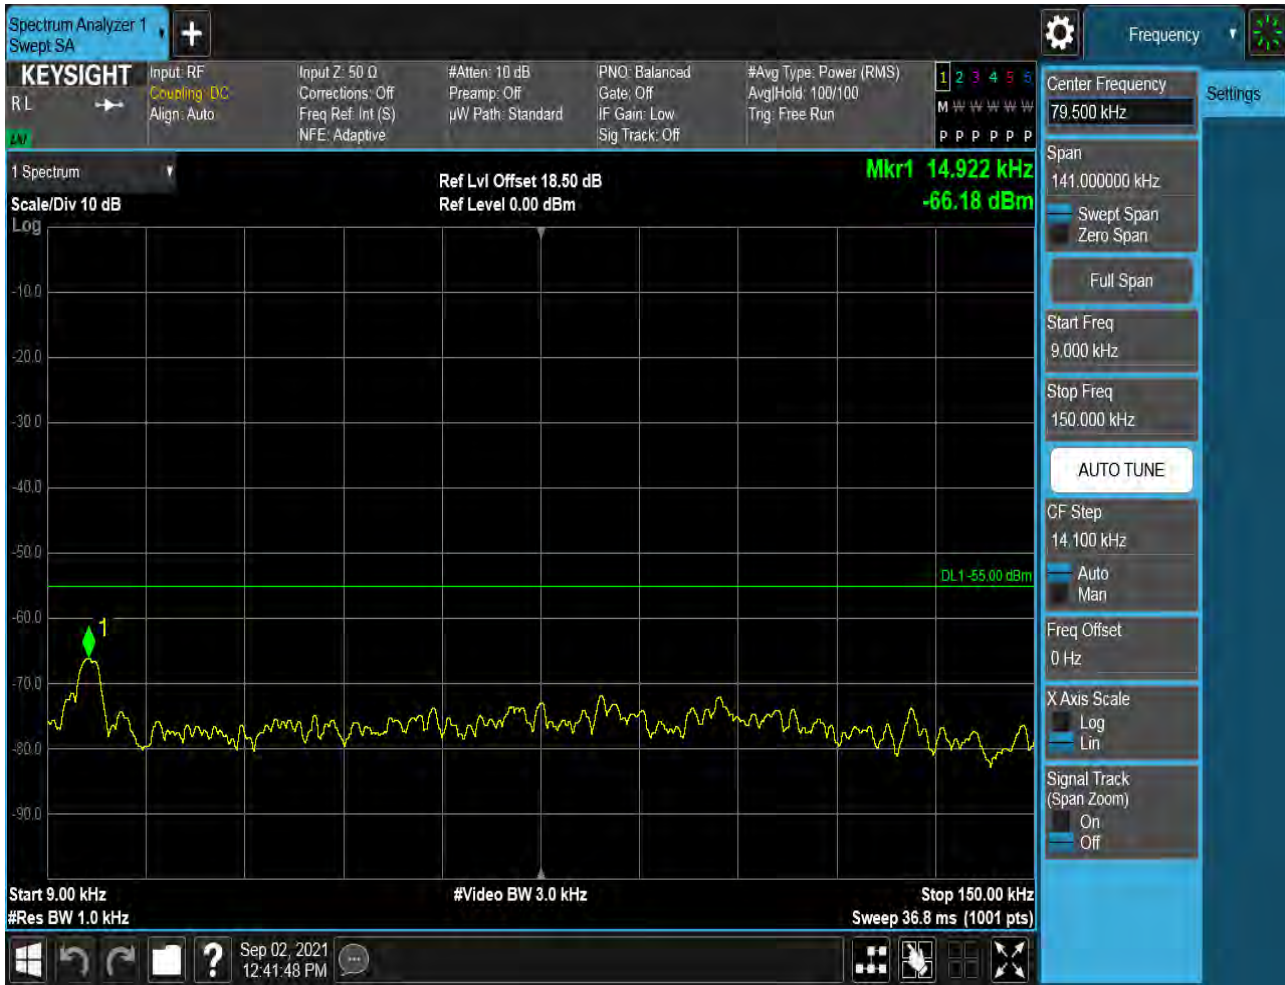 Spectrum Analyzer 1
Swept SA
Frequency
KEYSIGHT
R L
Input: RF
Coupling: DC
Align: Auto
Input Z: 50 Ω
Corrections: Off
Freq Ref: Int (S)
NFE: Adaptive
#Atten: 10 dB
Preamp: Off
µW Path: Standard
PNO: Balanced
Gate: Off
IF Gain: Low
Sig Track: Off
#Avg Type: Power (RMS)
Avg|Hold: 100/100
Trig: Free Run
1 2 3 4 5 6
M W W W W W
P P P P P P
1 Spectrum
Scale/Div 10 dB
Log
Ref Lvl Offset 18.50 dB
Ref Level 0.00 dBm
Mkr1 14.922 kHz
-66.18 dBm
-10.0
-20.0
-30.0
-40.0
-50.0
-60.0
-70.0
-80.0
-90.0
DL1 -55.00 dBm
1
Start 9.00 kHz
#Res BW 1.0 kHz
#Video BW 3.0 kHz
Stop 150.00 kHz
Sweep 36.8 ms (1001 pts)
Sep 02, 2021
12:41:48 PM
Center Frequency
79.500 kHz
Settings
Span
141.000000 kHz
Swept Span
Zero Span
Full Span
Start Freq
9.000 kHz
Stop Freq
150.000 kHz
AUTO TUNE
CF Step
14.100 kHz
Auto
Man
Freq Offset
0 Hz
X Axis Scale
Log
Lin
Signal Track
(Span Zoom)
On
Off